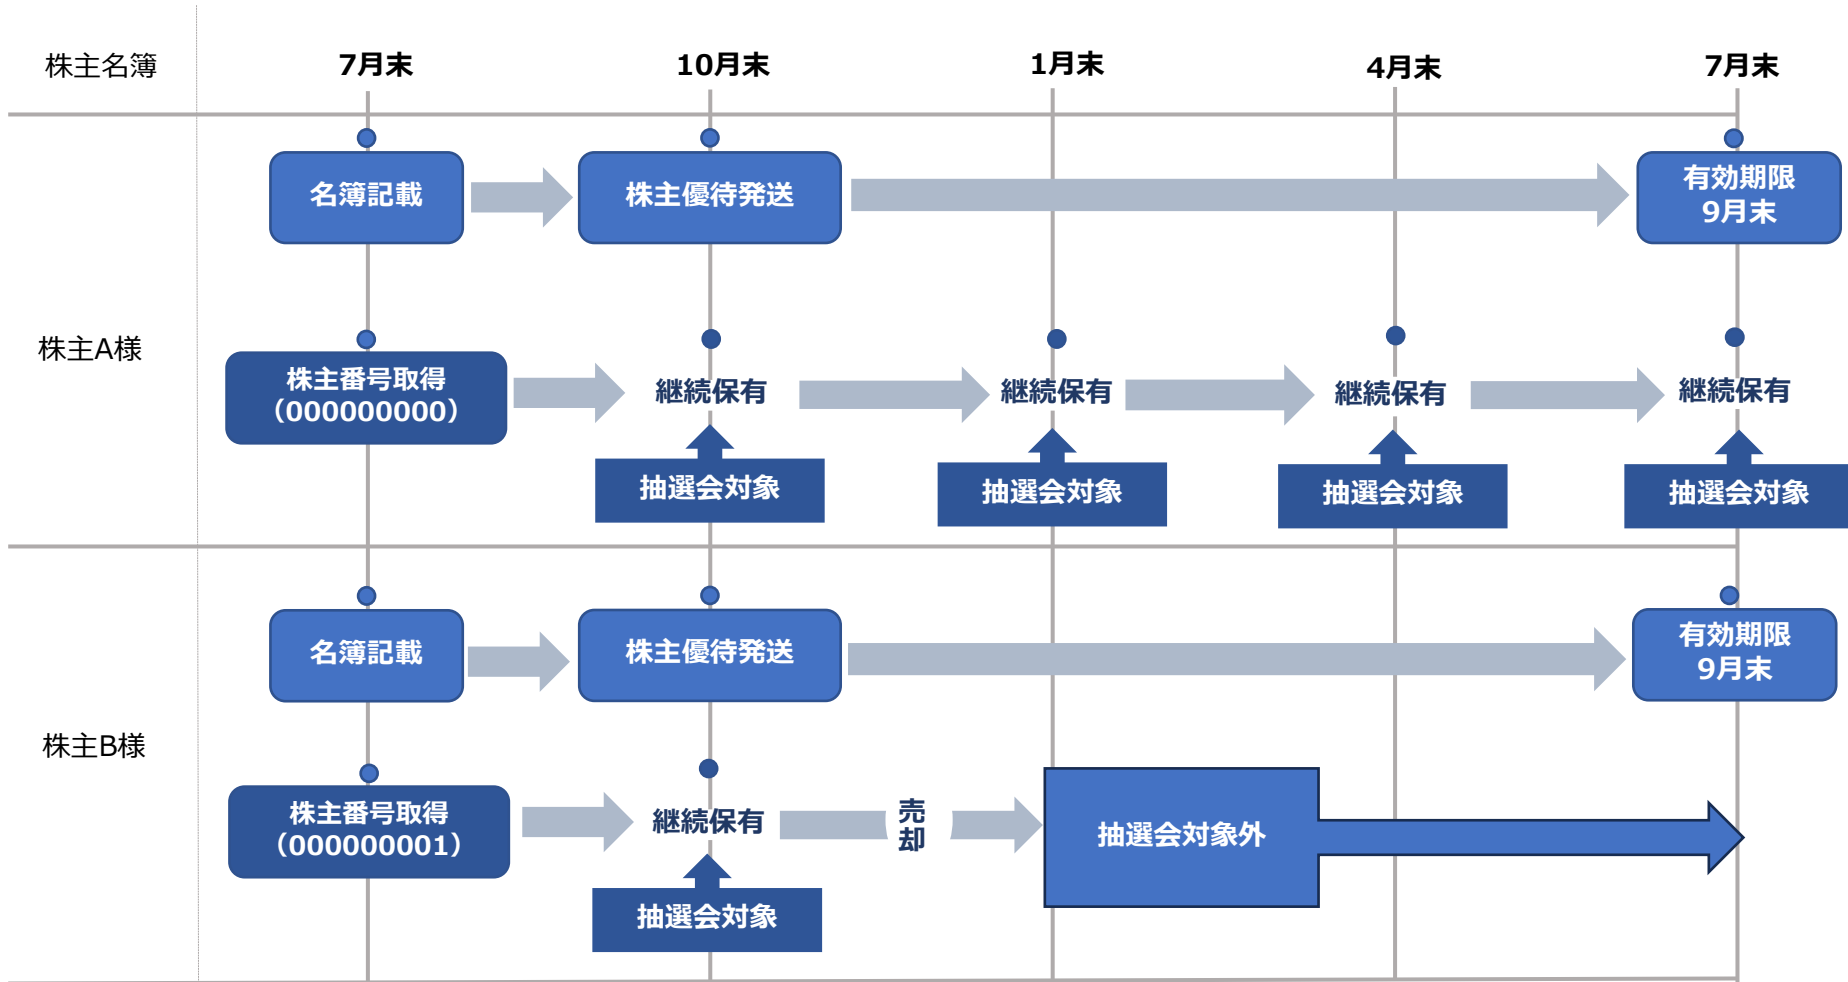 株主名簿
7月末
10月末
1月末
4月末
7月末
株主A様
名簿記載
株主優待発送
有効期限
9月末
株主番号取得
（000000000）
継続保有
継続保有
継続保有
継続保有
抽選会対象
抽選会対象
抽選会対象
抽選会対象
株主B様
名簿記載
株主優待発送
有効期限
9月末
株主番号取得
（000000001）
継続保有
売
却
抽選会対象外
抽選会対象